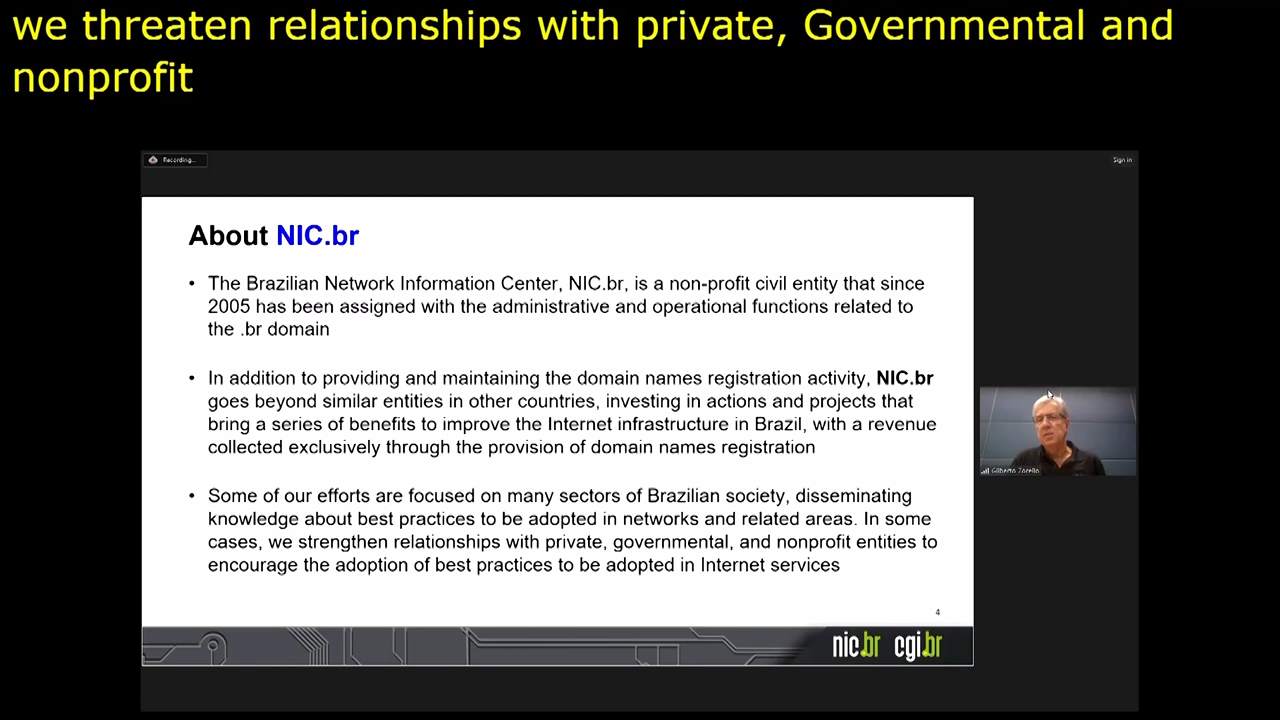 we threaten relationships with private, Governmental and
nonprofit
Recording...
Sign in
About NIC.br
• The Brazilian Network Information Center, NIC.br, is a non-profit civil entity that since
2005 has been assigned with the administrative and operational functions related to
the .br domain
• In addition to providing and maintaining the domain names registration activity, NIC.br
goes beyond similar entities in other countries, investing in actions and projects that
bring a series of benefits to improve the Internet infrastructure in Brazil, with a revenue
collected exclusively through the provision of domain names registration
• Some of our efforts are focused on many sectors of Brazilian society, disseminating
knowledge about best practices to be adopted in networks and related areas. In some
cases, we strengthen relationships with private, governmental, and nonprofit entities to
encourage the adoption of best practices to be adopted in Internet services
Gilberto Zorello
4
nic.br cgi.br